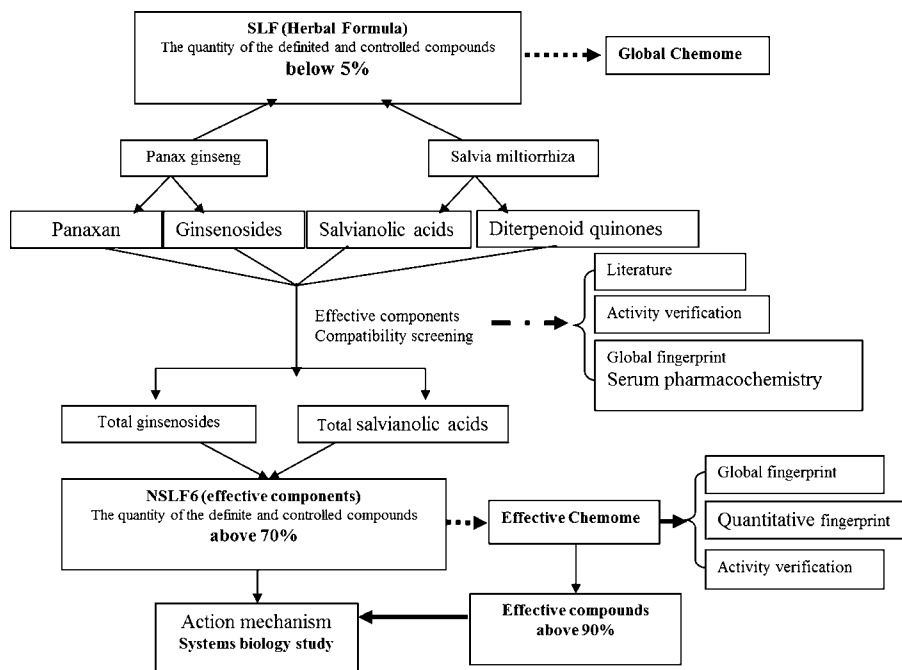 SLF (Herbal Formula)
The quantity of the definited and controlled compounds
below 5%
Global Chemome
Panax ginseng
Salvia miltiorrhiza
Panaxan
Ginsenosides
Salvianolic acids
Diterpenoid quinones
Effective components
Compatibility screening
Literature
Activity verification
Global fingerprint
Serum pharmacochemistry
Total ginsenosides
Total salvianolic acids
NSLF6 (effective components)
The quantity of the definite and controlled compounds
above 70%
Effective Chemome
Global fingerprint
Quantitative fingerprint
Activity verification
Action mechanism
Systems biology study
Effective compounds
above 90%